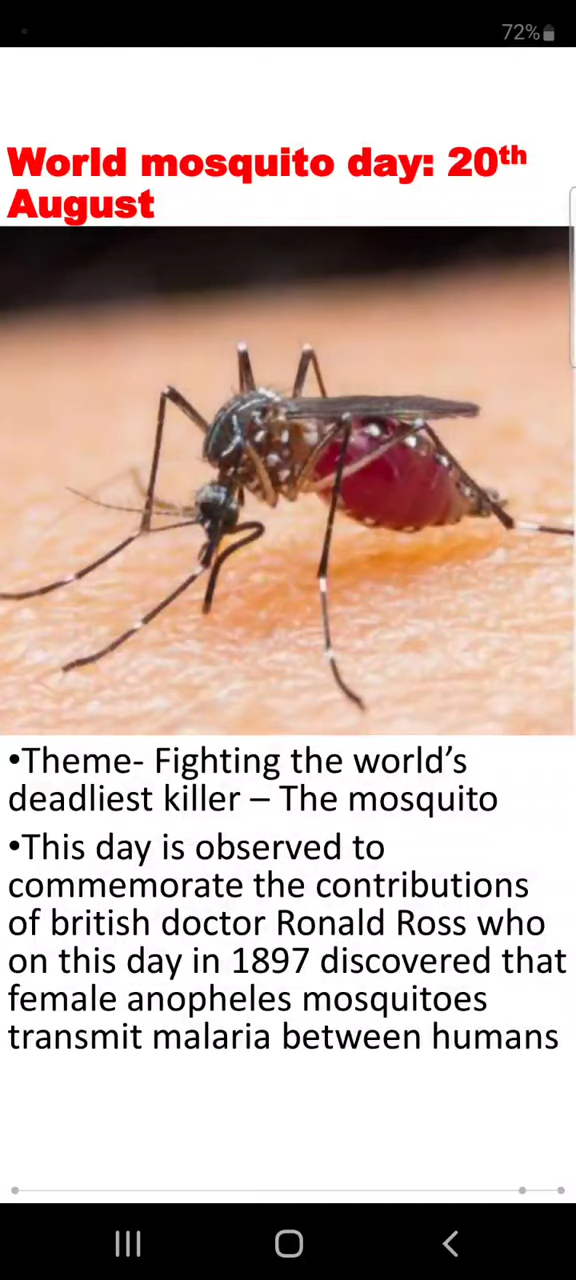 72%
World mosquito day: 20th
August
•Theme- Fighting the world's
deadliest killer – The mosquito
•This day is observed to
commemorate the contributions
of british doctor Ronald Ross who
on this day in 1897 discovered that
female anopheles mosquitoes
transmit malaria between humans